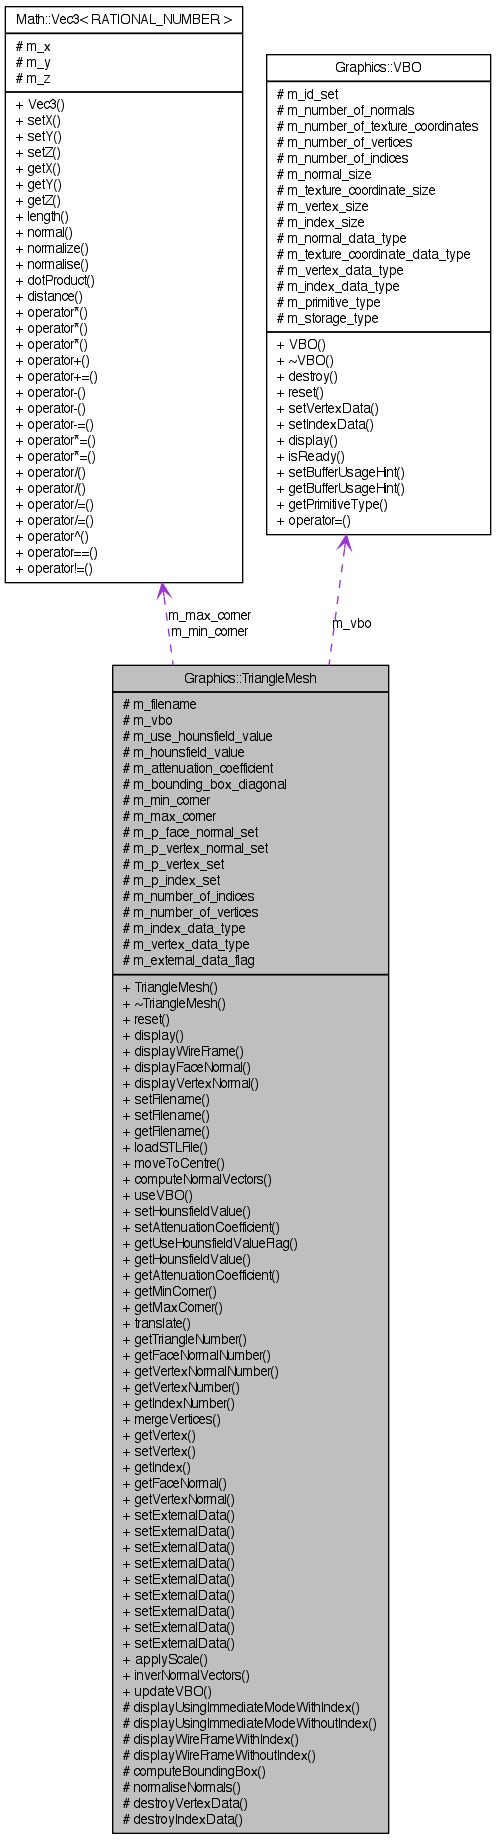 Math::Vec3< RATIONAL_NUMBER >
# m_x
# m_y
# m_z
+ Vec3()
+ setX()
+ setY()
+ setZ()
+ getX()
+ getY()
+ getZ()
+ length()
+ normal()
+ normalize()
+ normalise()
+ dotProduct()
+ distance()
+ operator*()
+ operator*()
+ operator*()
+ operator+()
+ operator+=()
+ operator-()
+ operator-()
+ operator-=()
+ operator*=()
+ operator*=()
+ operator/()
+ operator/()
+ operator/=()
+ operator/=()
+ operator^()
+ operator==()
+ operator!=()
Graphics::VBO
# m_id_set
# m_number_of_normals
# m_number_of_texture_coordinates
# m_number_of_vertices
# m_number_of_indices
# m_normal_size
# m_texture_coordinate_size
# m_vertex_size
# m_index_size
# m_normal_data_type
# m_texture_coordinate_data_type
# m_vertex_data_type
# m_index_data_type
# m_primitive_type
# m_storage_type
+ VBO()
+ ~VBO()
+ destroy()
+ reset()
+ setVertexData()
+ setIndexData()
+ display()
+ isReady()
+ setBufferUsageHint()
+ getBufferUsageHint()
+ getPrimitiveType()
+ operator=()
m_max_corner
m_min_corner
m_vbo
Graphics::TriangleMesh
# m_filename
# m_vbo
# m_use_hounsfield_value
# m_hounsfield_value
# m_attenuation_coefficient
# m_bounding_box_diagonal
# m_min_corner
# m_max_corner
# m_p_face_normal_set
# m_p_vertex_normal_set
# m_p_vertex_set
# m_p_index_set
# m_number_of_indices
# m_number_of_vertices
# m_index_data_type
# m_vertex_data_type
# m_external_data_flag
+ TriangleMesh()
+ ~TriangleMesh()
+ reset()
+ display()
+ displayWireFrame()
+ displayFaceNormal()
+ displayVertexNormal()
+ setFilename()
+ setFilename()
+ getFilename()
+ loadSTLFile()
+ moveToCentre()
+ computeNormalVectors()
+ useVBO()
+ setHounsfieldValue()
+ setAttenuationCoefficient()
+ getUseHounsfieldValueFlag()
+ getHounsfieldValue()
+ getAttenuationCoefficient()
+ getMinCorner()
+ getMaxCorner()
+ translate()
+ getTriangleNumber()
+ getFaceNormalNumber()
+ getVertexNormalNumber()
+ getVertexNumber()
+ getIndexNumber()
+ mergeVertices()
+ getVertex()
+ setVertex()
+ getIndex()
+ getFaceNormal()
+ getVertexNormal()
+ setExternalData()
+ setExternalData()
+ setExternalData()
+ setExternalData()
+ setExternalData()
+ setExternalData()
+ setExternalData()
+ setExternalData()
+ setExternalData()
+ applyScale()
+ inverNormalVectors()
+ updateVBO()
# displayUsingImmediateModeWithIndex()
# displayUsingImmediateModeWithoutIndex()
# displayWireFrameWithIndex()
# displayWireFrameWithoutIndex()
# computeBoundingBox()
# normaliseNormals()
# destroyVertexData()
# destroyIndexData()